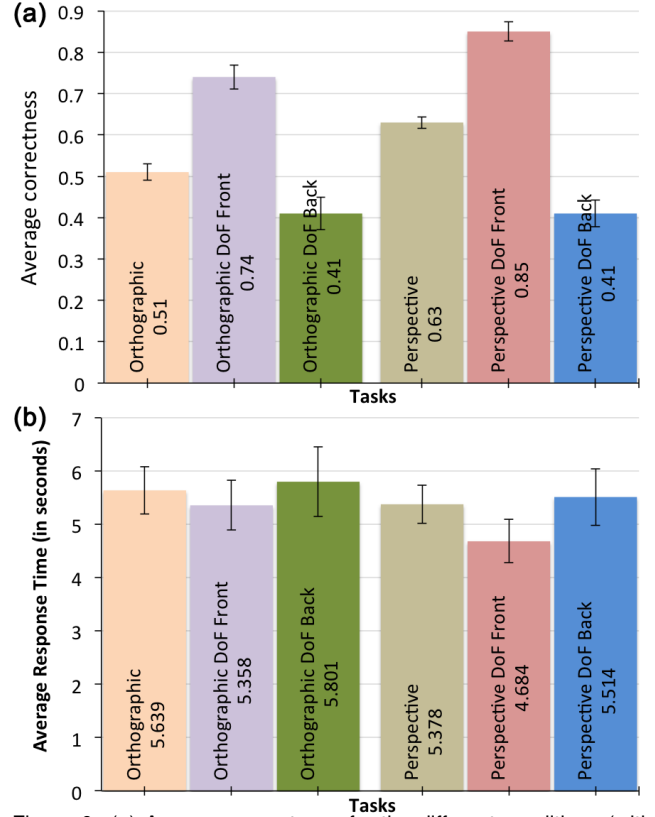 (a)
Average correctness
0.9
0.8
0.7
0.6
0.5
0.4
0.3
0.2
0.1
0
Orthographic
0.51
Orthographic DoF Front
0.74
Orthographic DoF Back
0.41
Perspective
0.63
Perspective DoF Front
0.85
Perspective DoF Back
0.41
Tasks
(b)
Average Response Time (in seconds)
7
6
5
4
3
2
1
0
Orthographic
5.639
Orthographic DoF Front
5.358
Orthographic DoF Back
5.801
Perspective
5.378
Perspective DoF Front
4.684
Perspective DoF Back
5.514
Tasks